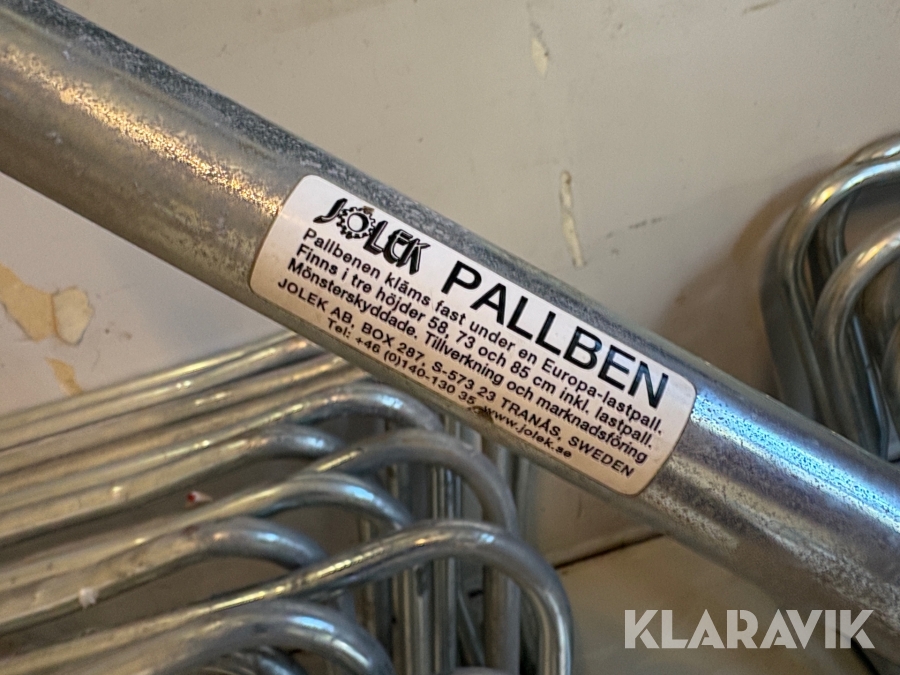 JOLEK PALLBEN
Pallbenen kläms fast under en Europa-lastpall.
Finns i tre höjder 58, 73 och 85 cm inkl. lastpall.
Mönsterskyddade. Tillverkning och marknadsföring
JOLEK AB, BOX 287, S-573 23 TRANÅS, SWEDEN
Tel: +46 (0)140-130 35, www.jolek.se
KLARAVIK